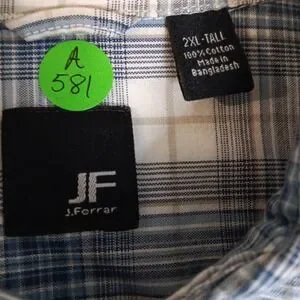 A
581
2XL-TALL
100% Cotton
Made in
Bangladesh
JF
J.Ferrar